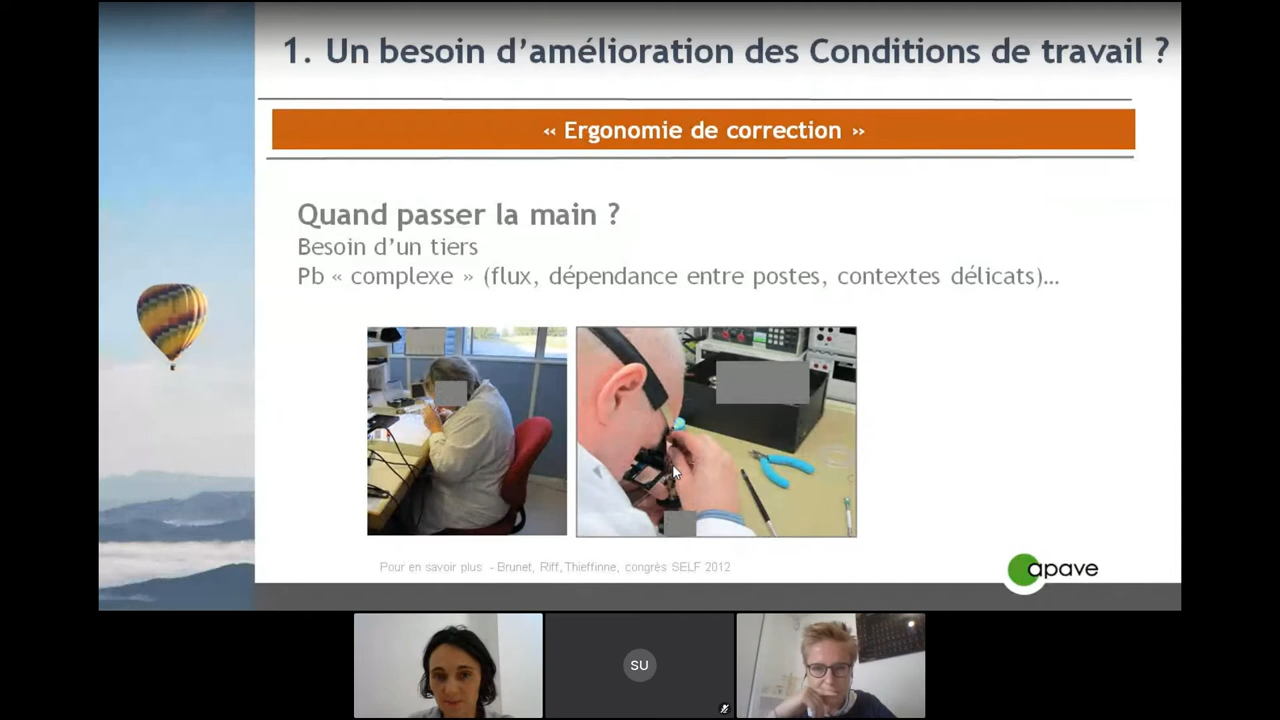 1. Un besoin d’amélioration des Conditions de travail ?
« Ergonomie de correction »
Quand passer la main ?
Besoin d’un tiers
Pb « complexe » (flux, dépendance entre postes, contextes délicats)…
Pour en savoir plus - Brunet, Riff, Thieffinne, congrès SELF 2012
apave
SU